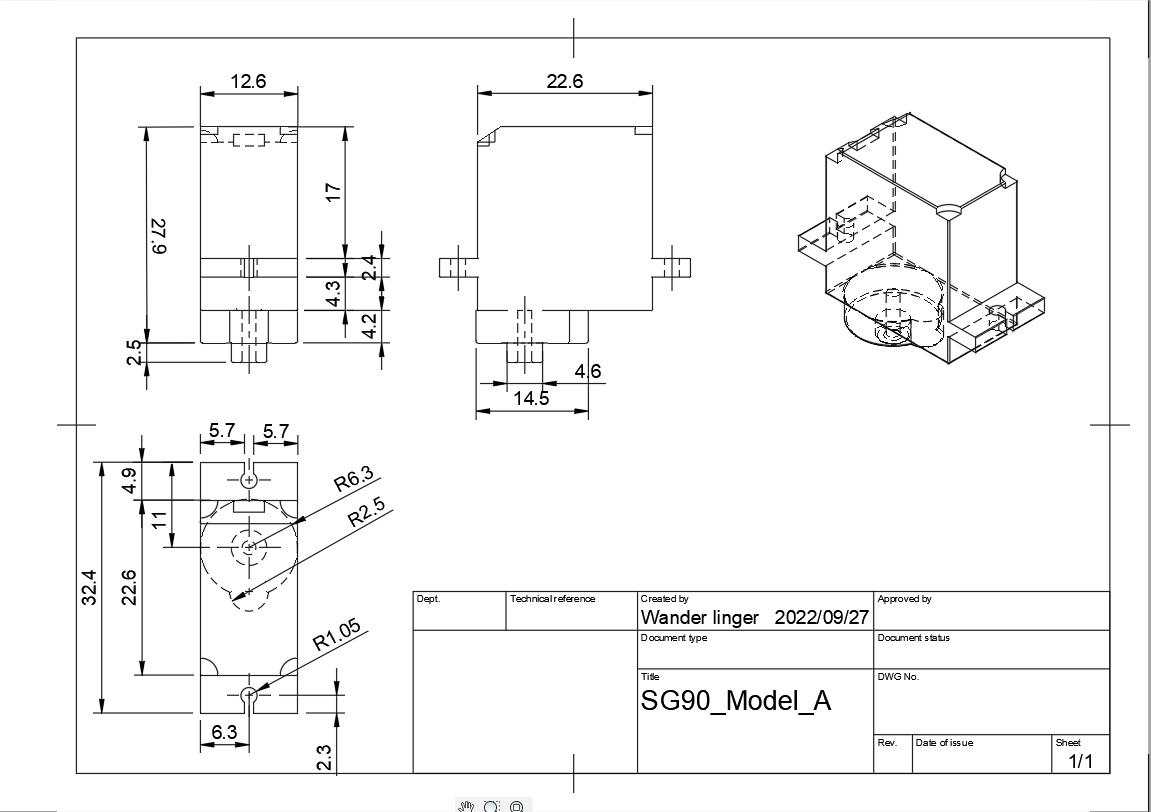 12.6
22.6
27.9
17
2.4
4.3
4.2
2.5
4.6
14.5
5.7
5.7
4.9
11
R6.3
R2.5
32.4
22.6
R1.05
6.3
2.3
Dept.
Technical reference
Created by
Approved by
Wander linger 2022/09/27
Document type
Document status
Title
DWG No.
SG90_Model_A
Rev.
Date of issue
Sheet
1/1